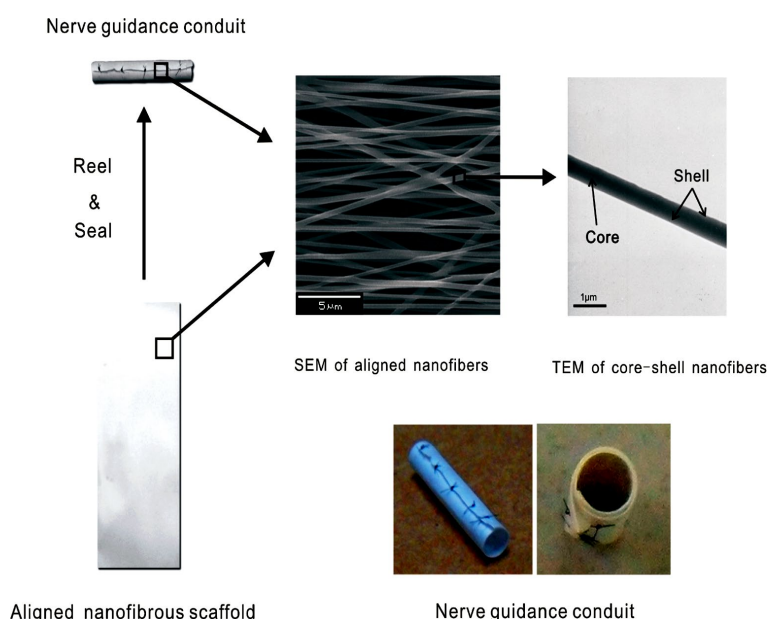 Nerve guidance conduit
Reel
&
Seal
Shell
Core
5μm
1μm
SEM of aligned nanofibers
TEM of core-shell nanofibers
Aligned nanofibrous scaffold
Nerve guidance conduit